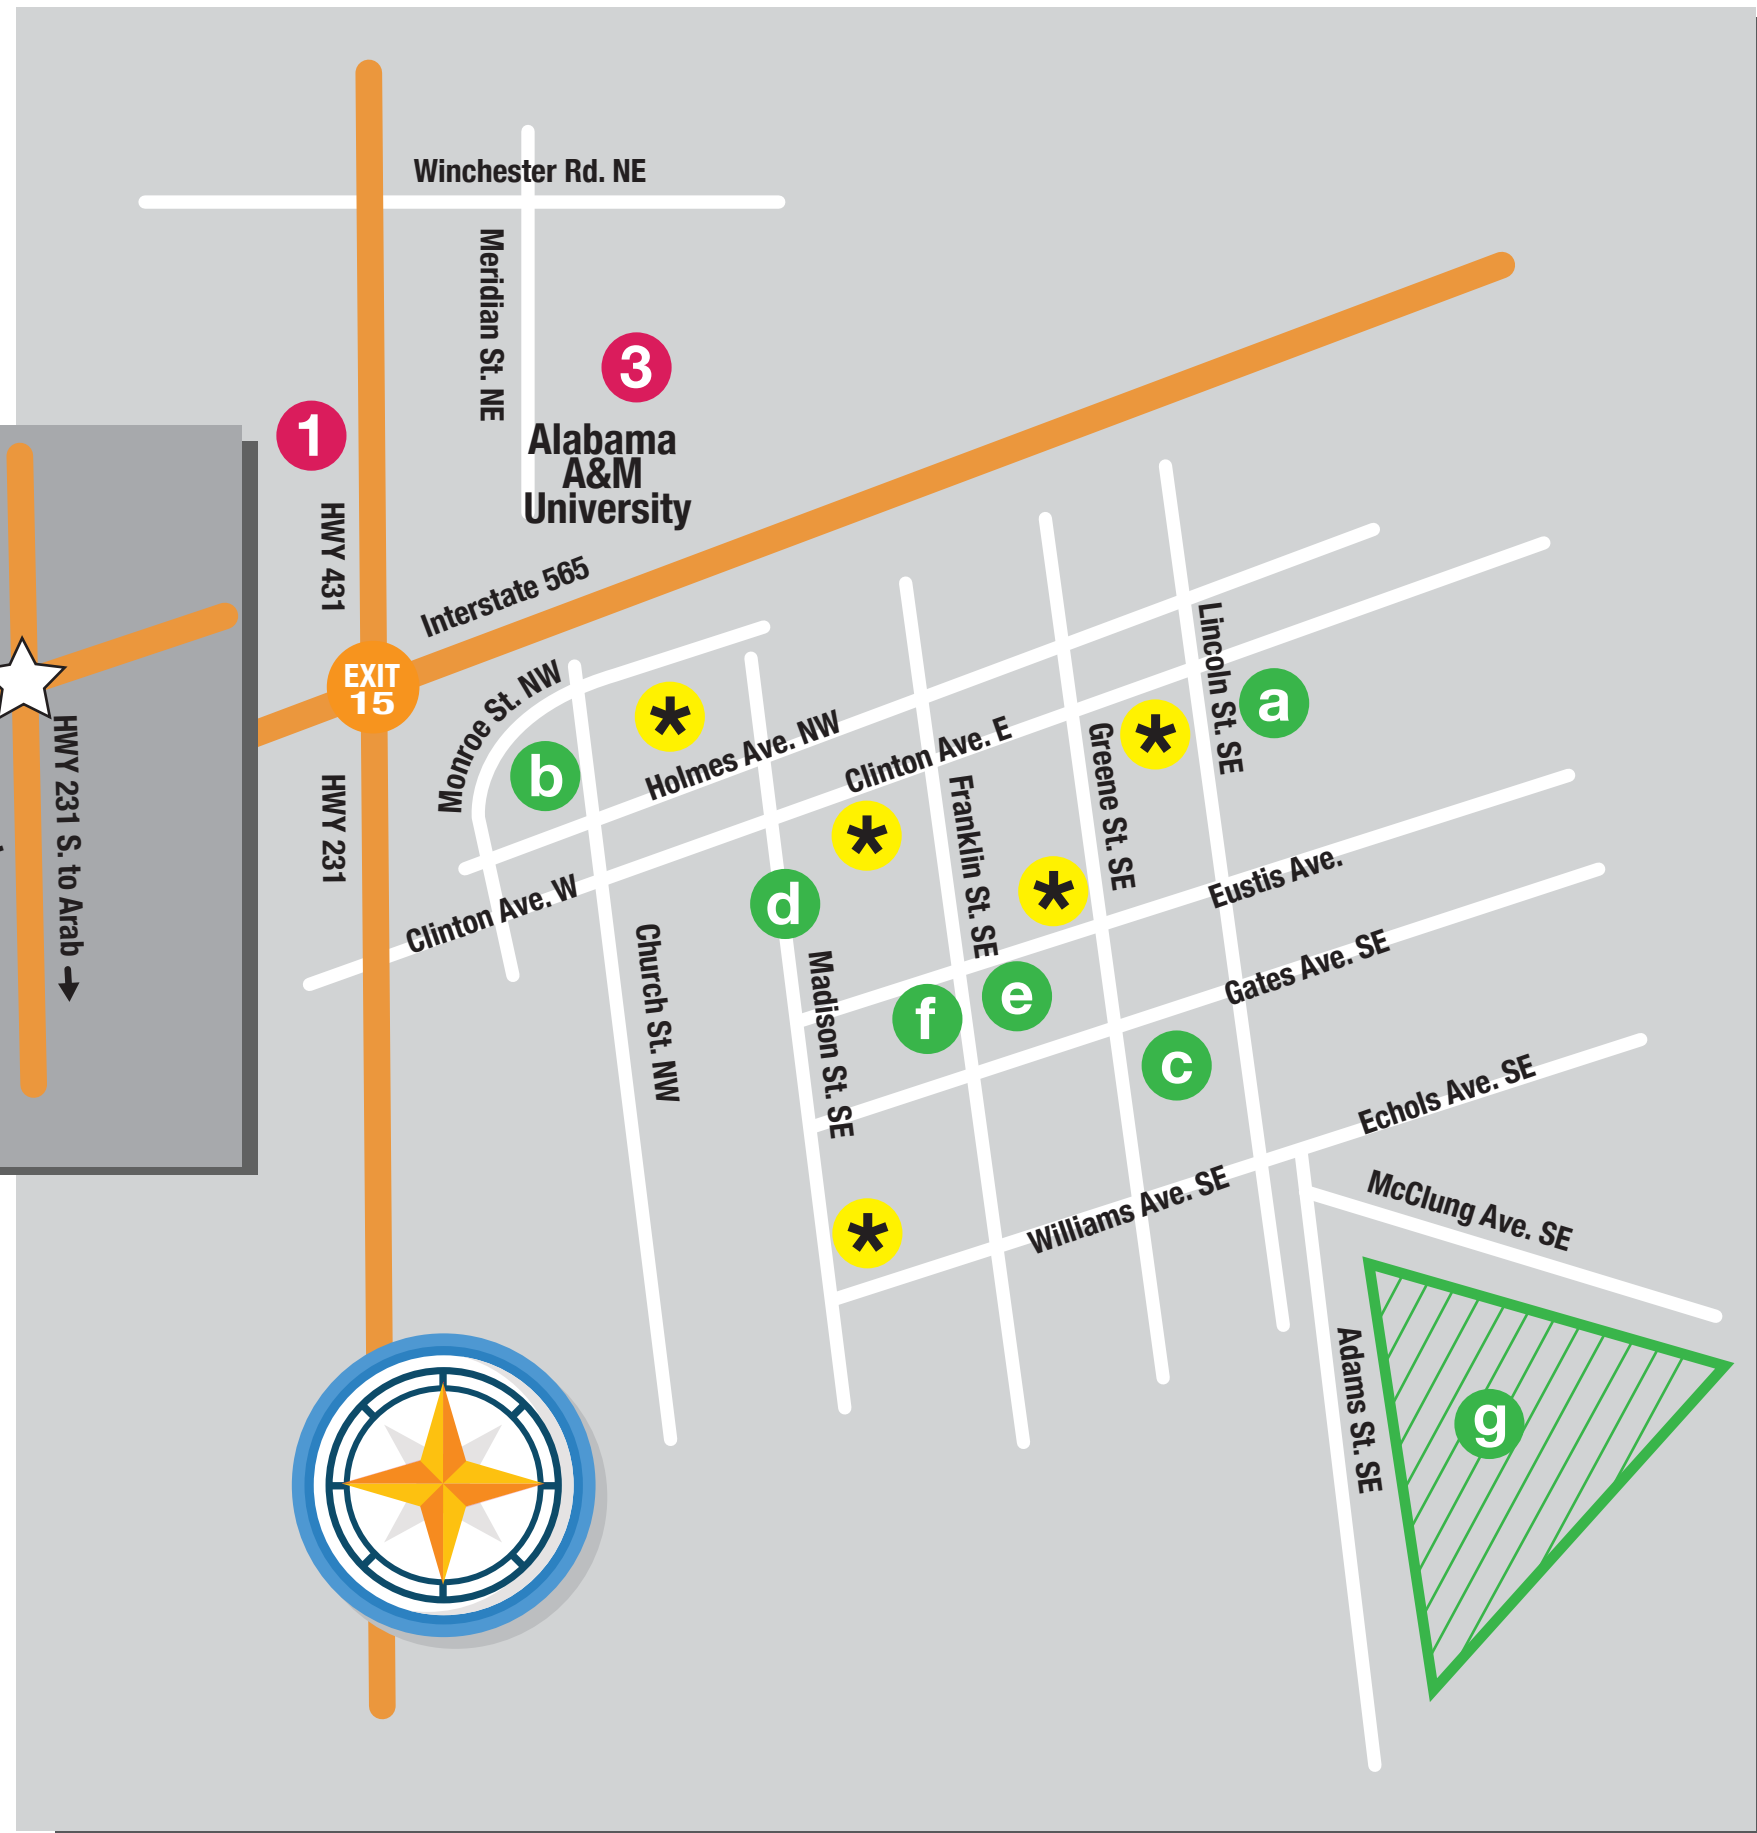 Winchester Rd. NE
Meridian St. NE
3
Alabama
A&M
University
1
HWY 431
Interstate 565
EXIT
15
HWY 231
HWY 231 S. to Arab
Monroe St. NW
b
*
Holmes Ave. NW
Clinton Ave. E
Clinton Ave. W
Lincoln St. SE
a
*
Greene St. SE
Franklin St. SE
*
*
d
Eustis Ave.
Gates Ave. SE
Church St. NW
Madison St. SE
f
e
c
Echols Ave. SE
Williams Ave. SE
McClung Ave. SE
*
Adams St. SE
g